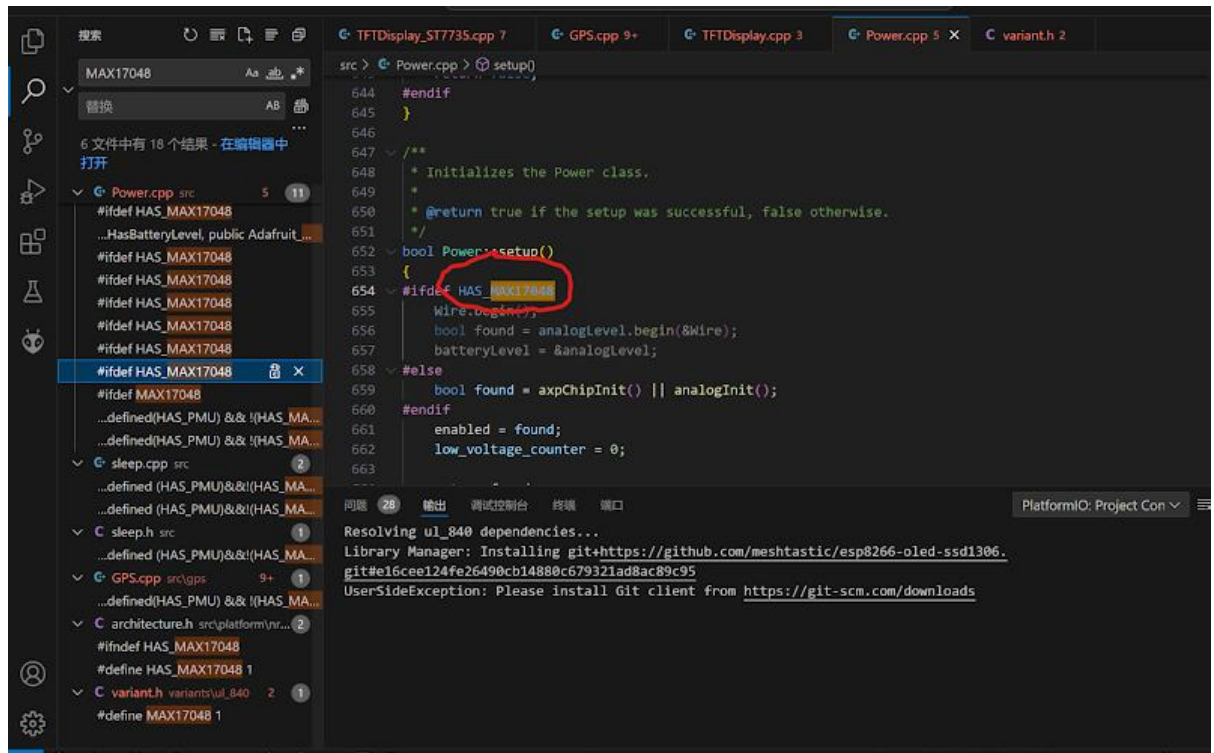 搜索
MAX17048
Aa ab .*
替换
AB
6 文件中有 18 个结果 - 在编辑器中
打开
Power.cpp src 5 11
#ifdef HAS_MAX17048
...HasBatteryLevel, public Adafruit_...
#ifdef HAS_MAX17048
#ifdef HAS_MAX17048
#ifdef HAS_MAX17048
#ifdef HAS_MAX17048
#ifdef HAS_MAX17048
#ifdef HAS_MAX17048
#ifdef MAX17048
...defined(HAS_PMU) && !(HAS_MA...
...defined(HAS_PMU) && !(HAS_MA...
sleep.cpp src 2
...defined (HAS_PMU)&&!(HAS_MA...
...defined (HAS_PMU)&&!(HAS_MA...
sleep.h src 1
...defined (HAS_PMU)&&!(HAS_MA...
GPS.cpp src\gps 9+ 1
...defined(HAS_PMU) && !(HAS_MA...
architecture.h src\platform\nr... 2
#ifndef HAS_MAX17048
#define HAS_MAX17048 1
variant.h variants\ul_840 2 1
#define MAX17048 1
TFTDisplay_ST7735.cpp 7 GPS.cpp 9+ TFTDisplay.cpp 3 Power.cpp 5 variant.h 2
src > Power.cpp > setup()
644 #endif
645 }
646
647 /**
648 * Initializes the Power class.
649 *
650 * @return true if the setup was successful, false otherwise.
651 */
652 bool Power::setup()
653 {
654 #ifdef HAS_MAX17048
655 Wire.begin();
656 bool found = analogLevel.begin(&Wire);
657 batteryLevel = &analogLevel;
658 #else
659 bool found = axpChipInit() || analogInit();
660 #endif
661 enabled = found;
662 low_voltage_counter = 0;
663
问题 28 输出 调试控制台 终端 端口 PlatformIO: Project Con
Resolving ul_840 dependencies...
Library Manager: Installing git+https://github.com/meshtastic/esp8266-oled-ssd1306.
git#e16cee124fe26490cb14880c679321ad8ac89c95
UserSideException: Please install Git client from https://git-scm.com/downloads